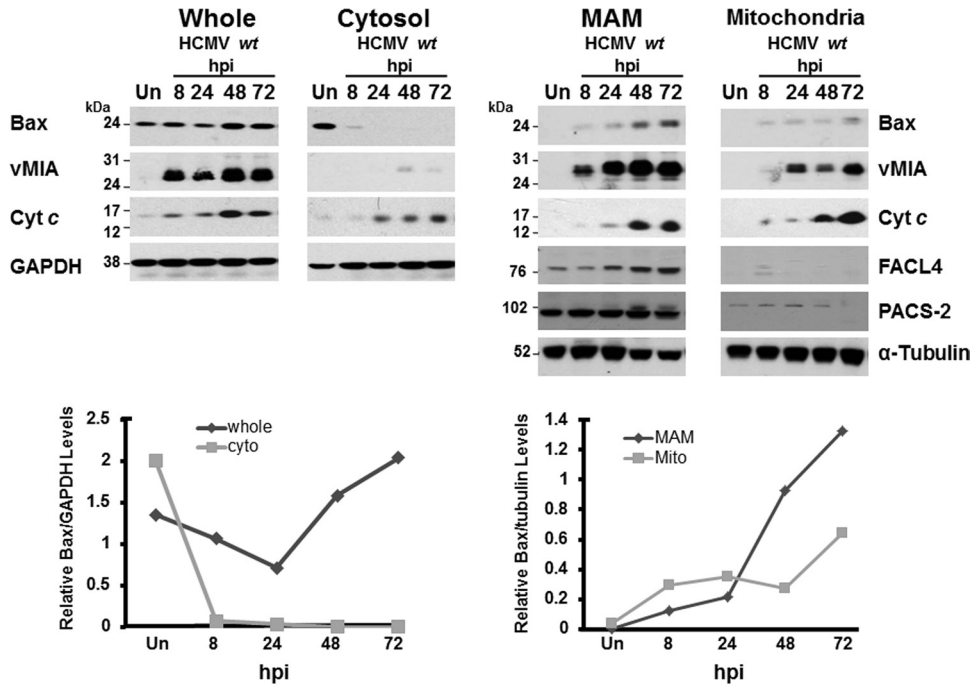 Whole Cytosol MAM Mitochondria
HCMV wt HCMV wt HCMV wt HCMV wt
hpi hpi hpi hpi
Un 8 24 48 72 Un 8 24 48 72 Un 8 24 48 72 Un 8 24 48 72
kDa kDa
Bax 24 24 Bax
vMIA 31 24 31 24 vMIA
Cyt c 17 12 17 12 Cyt c
GAPDH 38 76 FACL4
102 PACS-2
52 α-Tubulin
Relative Bax/GAPDH Levels
2.5
2
1.5
1
0.5
0
whole
cyto
Un 8 24 48 72
hpi
Relative Bax/tubulin Levels
1.4
1.2
1
0.8
0.6
0.4
0.2
0
MAM
Mito
Un 8 24 48 72
hpi